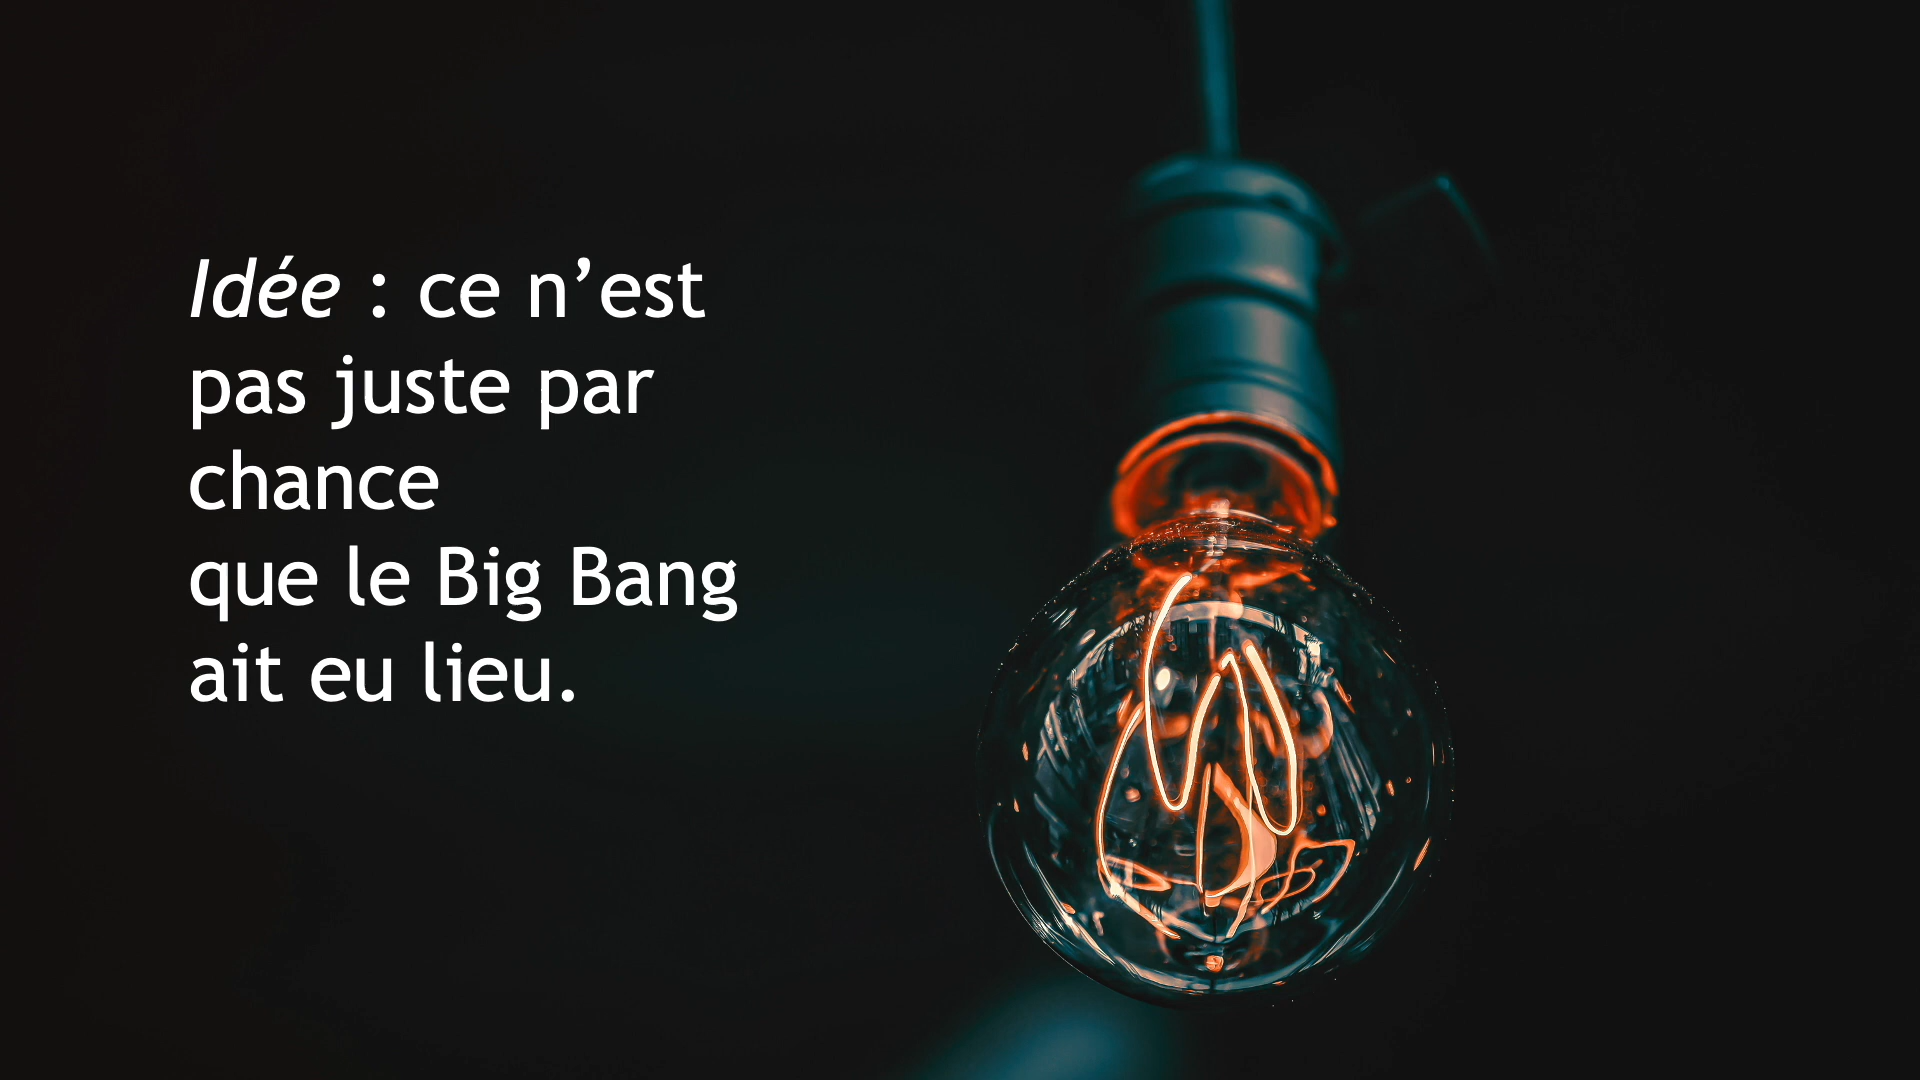 Idée : ce n’est
pas juste par
chance
que le Big Bang
ait eu lieu.